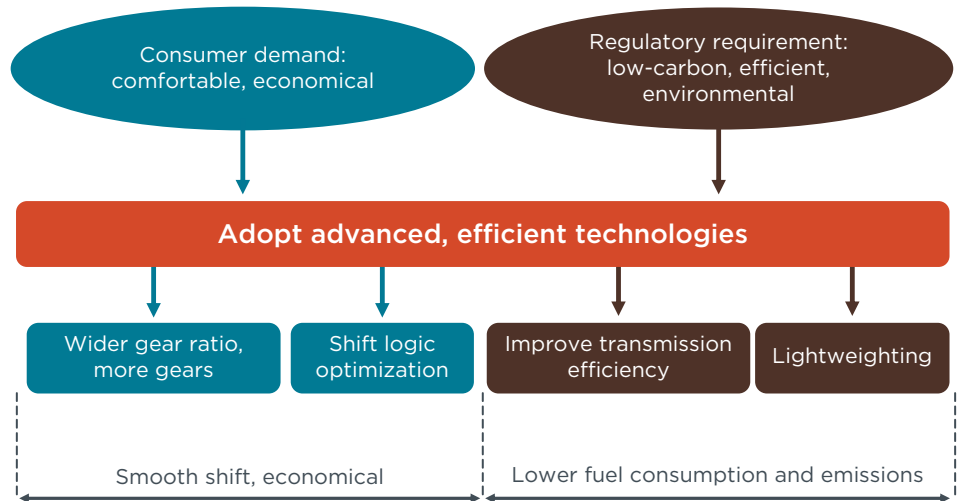 Consumer demand:
comfortable, economical
Regulatory requirement:
low-carbon, efficient,
environmental
Adopt advanced, efficient technologies
Wider gear ratio,
more gears
Shift logic
optimization
Improve transmission
efficiency
Lightweighting
Smooth shift, economical
Lower fuel consumption and emissions